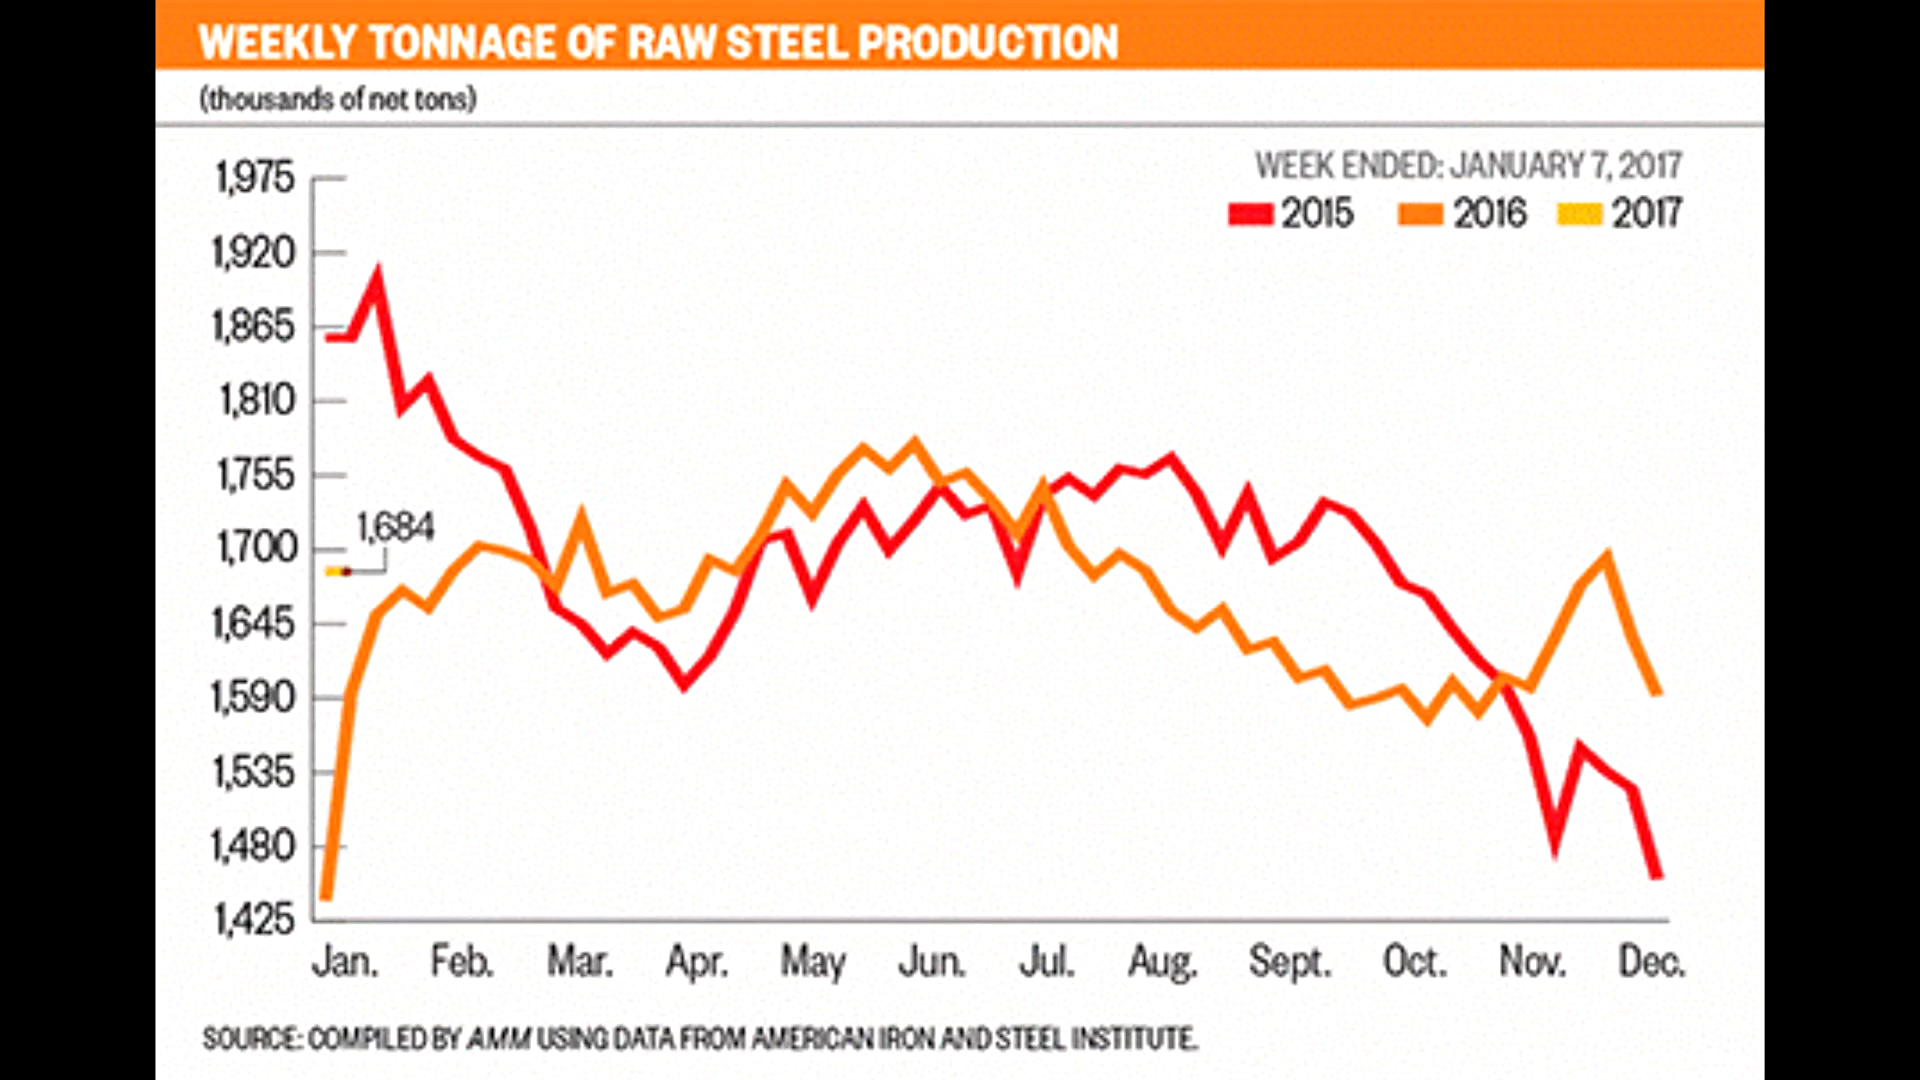 WEEKLY TONNAGE OF RAW STEEL PRODUCTION
(thousands of net tons)
WEEK ENDED: JANUARY 7, 2017
2015 2016 2017
1,975
1,920
1,865
1,810
1,755
1,700
1,684
1,645
1,590
1,535
1,480
1,425
Jan. Feb. Mar. Apr. May Jun. Jul. Aug. Sept. Oct. Nov. Dec.
SOURCE: COMPILED BY AMM USING DATA FROM AMERICAN IRON AND STEEL INSTITUTE.